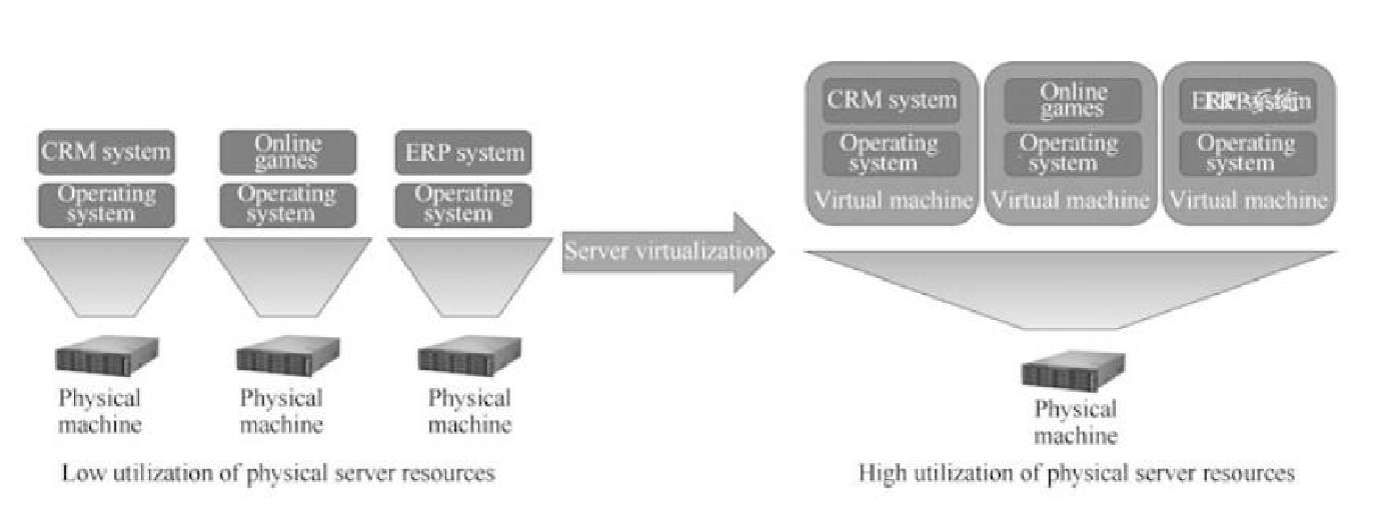 CRM system
Online
games
ERP system
Operating
system
Operating
system
Operating
system
Physical
machine
Physical
machine
Physical
machine
Low utilization of physical server resources
Server virtualization
CRM system
Online
games
Operating
system
Operating
system
Operating
system
Virtual machine
Virtual machine
Virtual machine
Physical
machine
High utilization of physical server resources